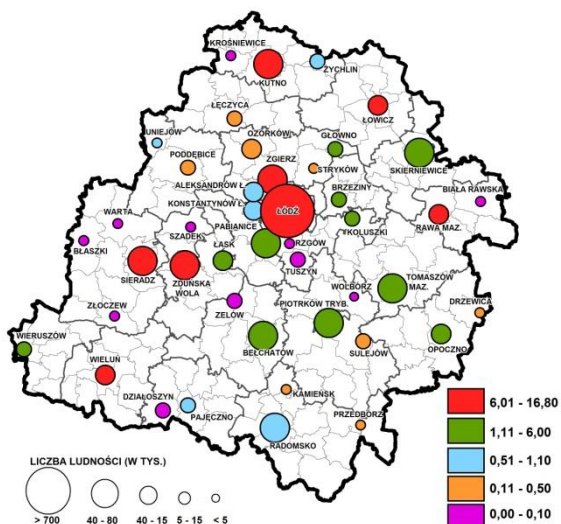 KROŚNIEWICE
KUTNO
ŻYCHLIN
ŁĘCZYCA
ŁOWICZ
UNIEJÓW
OZORKÓW
GŁOWNO
PODDĘBICE
ZGIERZ
STRYKÓW
SKIERNIEWICE
ALEKSANDRÓW Ł.
BRZEZINY
BIAŁA RAWSKA
KONSTANTYNÓW Ł.
ŁÓDŹ
WARTA
PABIANICE
KOLUSZKI
RAWA MAZ.
SZADEK
RZGÓW
BŁASZKI
ŁASK
TUSZYN
SIERADZ
ZDUŃSKA
WOLA
TOMASZÓW
MAZ.
WOLBÓRZ
ZŁOCZEW
ZELÓW
PIOTRKÓW TRYB.
DRZEWICA
WIERUSZÓW
BEŁCHATÓW
SULEJÓW
OPOCZNO
WIELUŃ
DZIAŁOSZYN
PAJĘCZNO
KAMIEŃSK
PRZEDBÓRZ
RADOMSKO
6,01 - 16,80
1,11 - 6,00
0,51 - 1,10
0,11 - 0,50
0,00 - 0,10
LICZBA LUDNOŚCI (W TYS.)
> 700 40 - 80 40 - 15 5 - 15 < 5